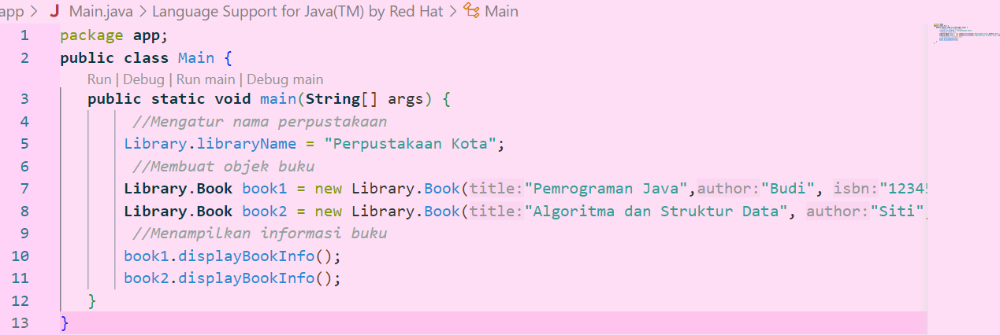 app > Main.java > Language Support for Java(TM) by Red Hat > Main
1 package app;
2 public class Main {
Run | Debug | Run main | Debug main
3 public static void main(String[] args) {
4 //Mengatur nama perpustakaan
5 Library.libraryName = "Perpustakaan Kota";
6 //Membuat objek buku
7 Library.Book book1 = new Library.Book(title:"Pemrograman Java",author:"Budi", isbn:"12345
8 Library.Book book2 = new Library.Book(title:"Algoritma dan Struktur Data", author:"Siti",
9 //Menampilkan informasi buku
10 book1.displayBookInfo();
11 book2.displayBookInfo();
12 }
13 }